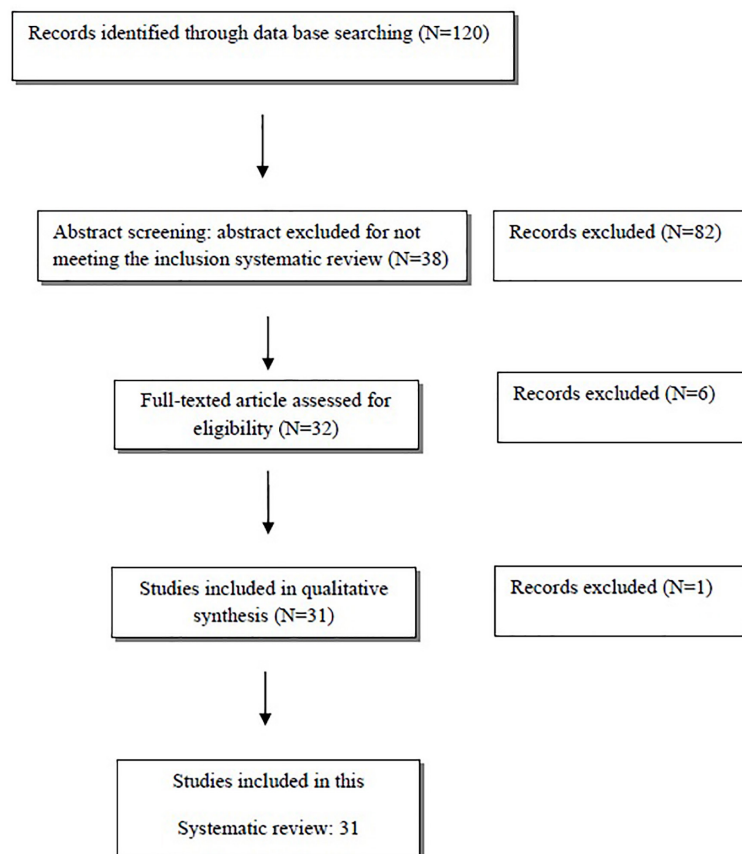 Records identified through data base searching (N=120)
Abstract screening: abstract excluded for not
meeting the inclusion systematic review (N=38)
Records excluded (N=82)
Full-texted article assessed for
eligibility (N=32)
Records excluded (N=6)
Studies included in qualitative
synthesis (N=31)
Records excluded (N=1)
Studies included in this
Systematic review: 31